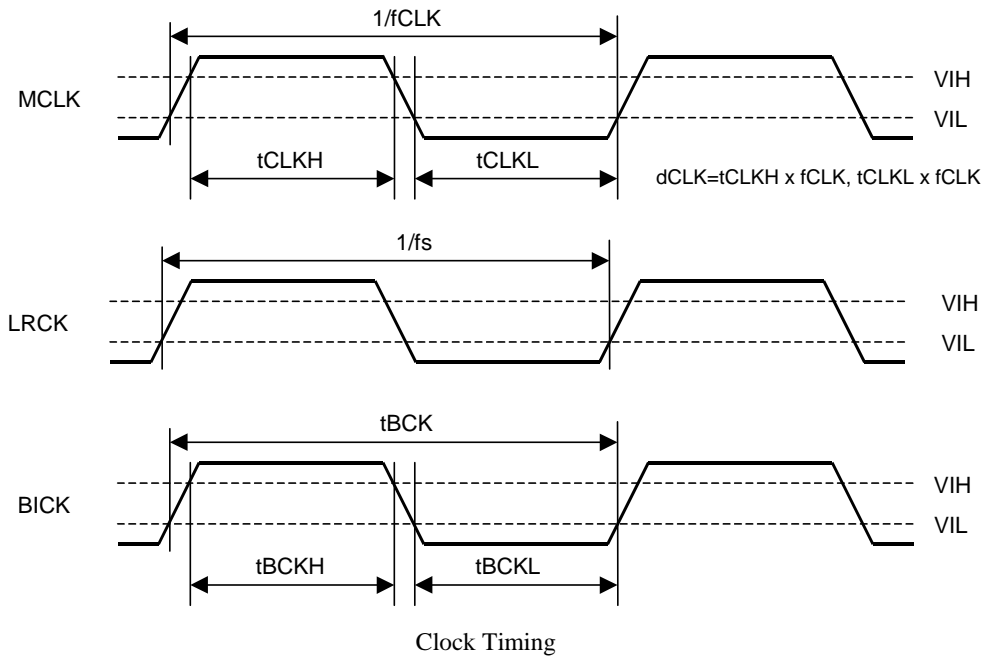 1/fCLK
MCLK
VIH
VIL
tCLKH
tCLKL
dCLK=tCLKH x fCLK, tCLKL x fCLK
1/fs
LRCK
VIH
VIL
tBCK
BICK
VIH
VIL
tBCKH
tBCKL
Clock Timing